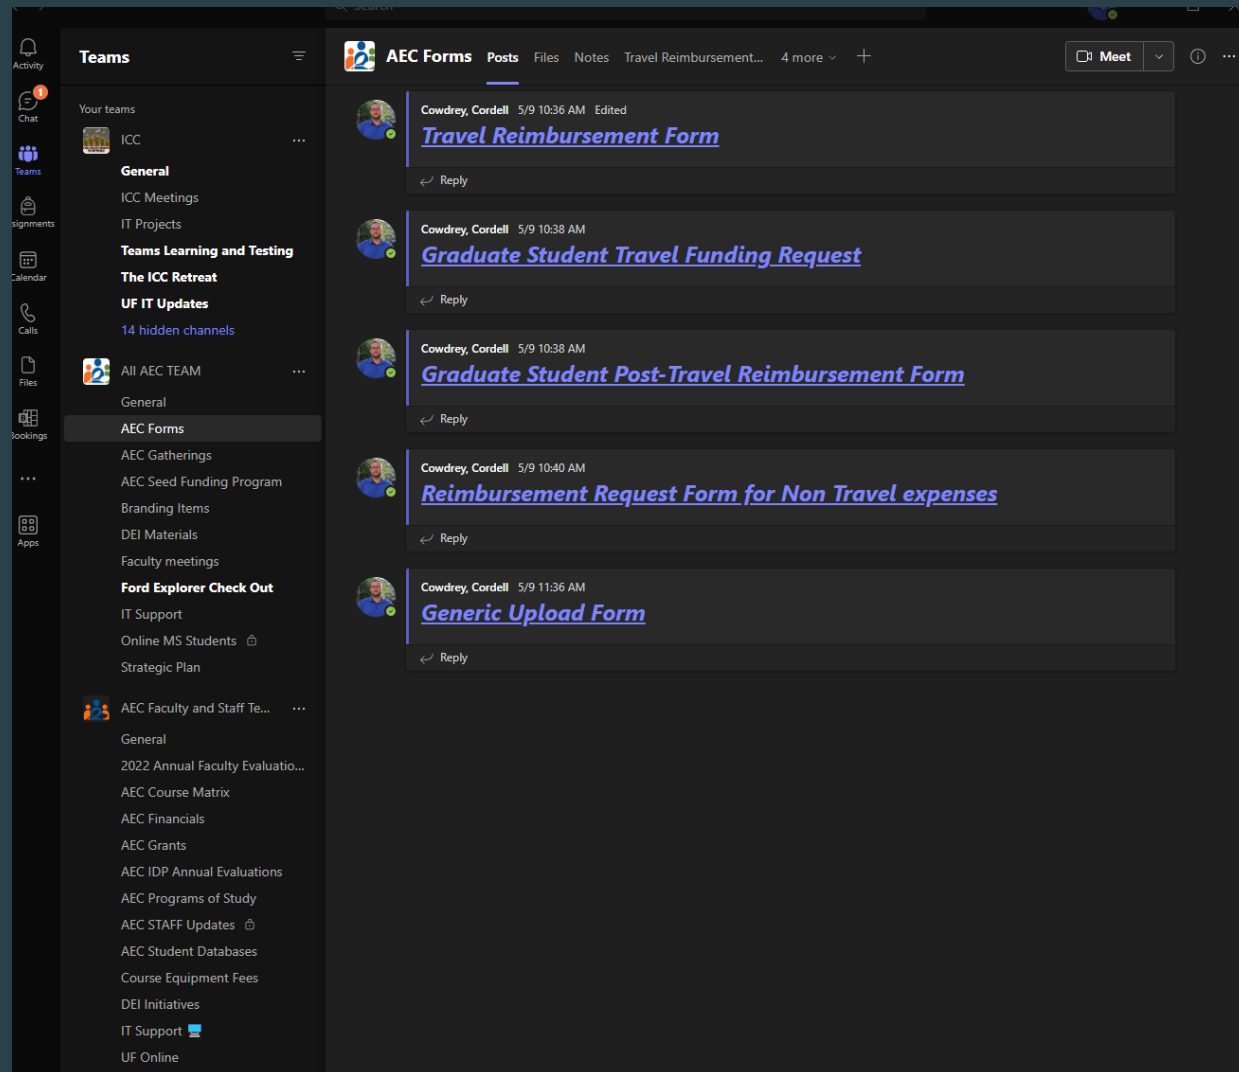 Search
Activity
1
Chat
Teams
signments
Calendar
Calls
Files
Bookings
Apps
Teams
Your teams
ICC
General
ICC Meetings
IT Projects
Teams Learning and Testing
The ICC Retreat
UF IT Updates
14 hidden channels
All AEC TEAM
General
AEC Forms
AEC Gatherings
AEC Seed Funding Program
Branding Items
DEI Materials
Faculty meetings
Ford Explorer Check Out
IT Support
Online MS Students
Strategic Plan
AEC Faculty and Staff Te...
General
2022 Annual Faculty Evaluatio...
AEC Course Matrix
AEC Financials
AEC Grants
AEC IDP Annual Evaluations
AEC Programs of Study
AEC STAFF Updates
AEC Student Databases
Course Equipment Fees
DEI Initiatives
IT Support
UF Online
AEC Forms Posts Files Notes Travel Reimbursement... 4 more
Meet
Cowdrey, Cordell 5/9 10:36 AM Edited
Travel Reimbursement Form
Reply
Cowdrey, Cordell 5/9 10:38 AM
Graduate Student Travel Funding Request
Reply
Cowdrey, Cordell 5/9 10:38 AM
Graduate Student Post-Travel Reimbursement Form
Reply
Cowdrey, Cordell 5/9 10:40 AM
Reimbursement Request Form for Non Travel expenses
Reply
Cowdrey, Cordell 5/9 11:36 AM
Generic Upload Form
Reply